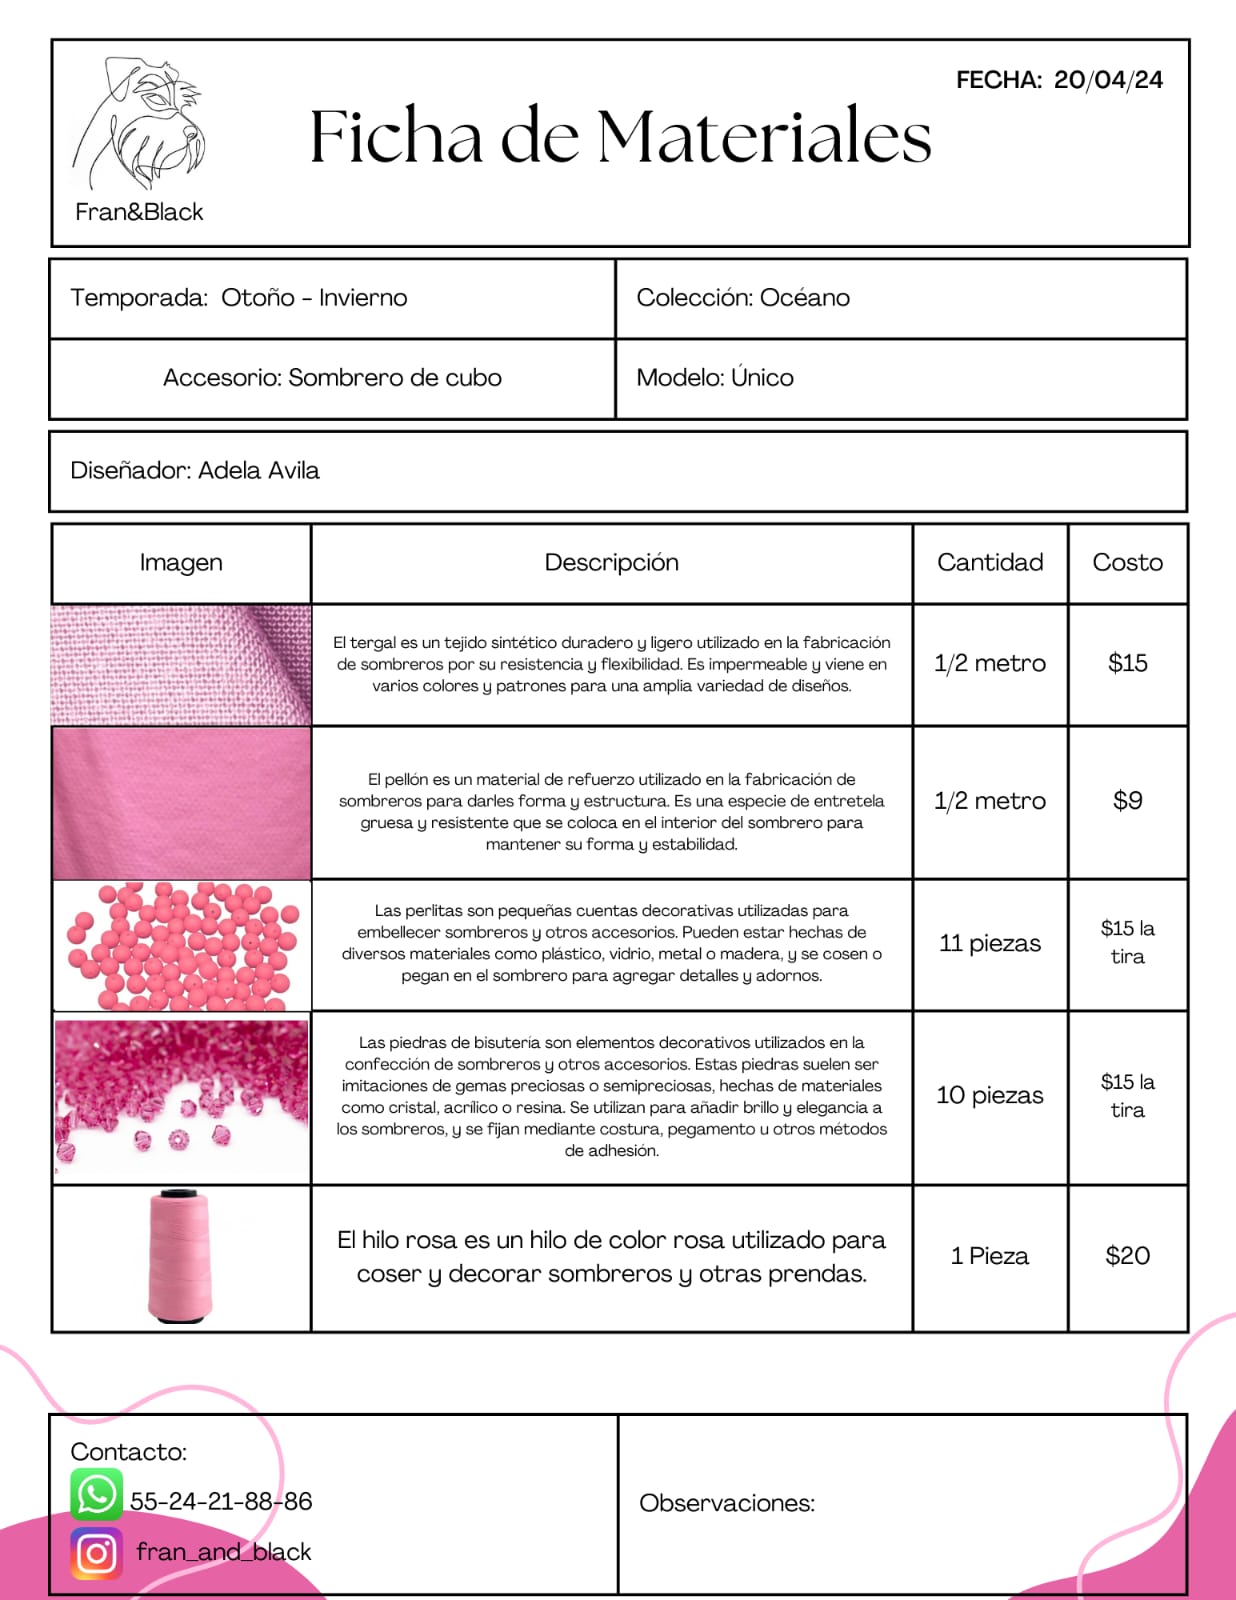 FECHA: 20/04/24
Ficha de Materiales
Fran&Black
Temporada: Otoño - Invierno
Colección: Océano
Accesorio: Sombrero de cubo
Modelo: Único
Diseñador: Adela Avila
Imagen
Descripción
Cantidad
Costo
El tergal es un tejido sintético duradero y ligero utilizado en la fabricación
de sombreros por su resistencia y flexibilidad. Es impermeable y viene en
varios colores y patrones para una amplia variedad de diseños.
1/2 metro
$15
El pellón es un material de refuerzo utilizado en la fabricación de
sombreros para darles forma y estructura. Es una especie de entretela
gruesa y resistente que se coloca en el interior del sombrero para
mantener su forma y estabilidad.
1/2 metro
$9
Las perlitas son pequeñas cuentas decorativas utilizadas para
embellecer sombreros y otros accesorios. Pueden estar hechas de
diversos materiales como plástico, vidrio, metal o madera, y se cosen o
pegan en el sombrero para agregar detalles y adornos.
11 piezas
$15 la
tira
Las piedras de bisutería son elementos decorativos utilizados en la
confección de sombreros y otros accesorios. Estas piedras suelen ser
imitaciones de gemas preciosas o semipreciosas, hechas de materiales
como cristal, acrílico o resina. Se utilizan para añadir brillo y elegancia a
los sombreros, y se fijan mediante costura, pegamento u otros métodos
de adhesión.
10 piezas
$15 la
tira
El hilo rosa es un hilo de color rosa utilizado para
coser y decorar sombreros y otras prendas.
1 Pieza
$20
Contacto:
55-24-21-88-86
fran_and_black
Observaciones: